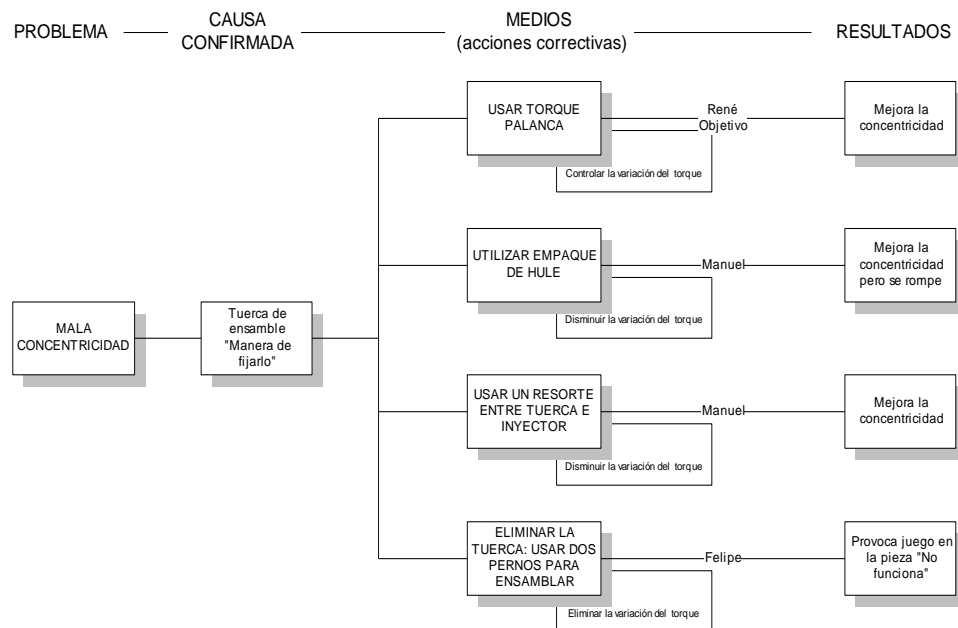 PROBLEMA
CAUSA
CONFIRMADA
MEDIOS
(acciones correctivas)
RESULTADOS
USAR TORQUE
PALANCA
René
Objetivo
Controlar la variación del torque
Mejora la
concentricidad
UTILIZAR EMPAQUE
DE HULE
Manuel
Disminuir la variación del torque
Mejora la
concentricidad
pero se rompe
MALA
CONCENTRICIDAD
Tuerca de
ensamble
"Manera de
fijarlo"
USAR UN RESORTE
ENTRE TUERCA E
INYECTOR
Manuel
Disminuir la variación del torque
Mejora la
concentricidad
ELIMINAR LA
TUERCA: USAR DOS
PERNOS PARA
ENSAMBLAR
Felipe
Eliminar la variación del torque
Provoca juego en
la pieza "No
funciona"